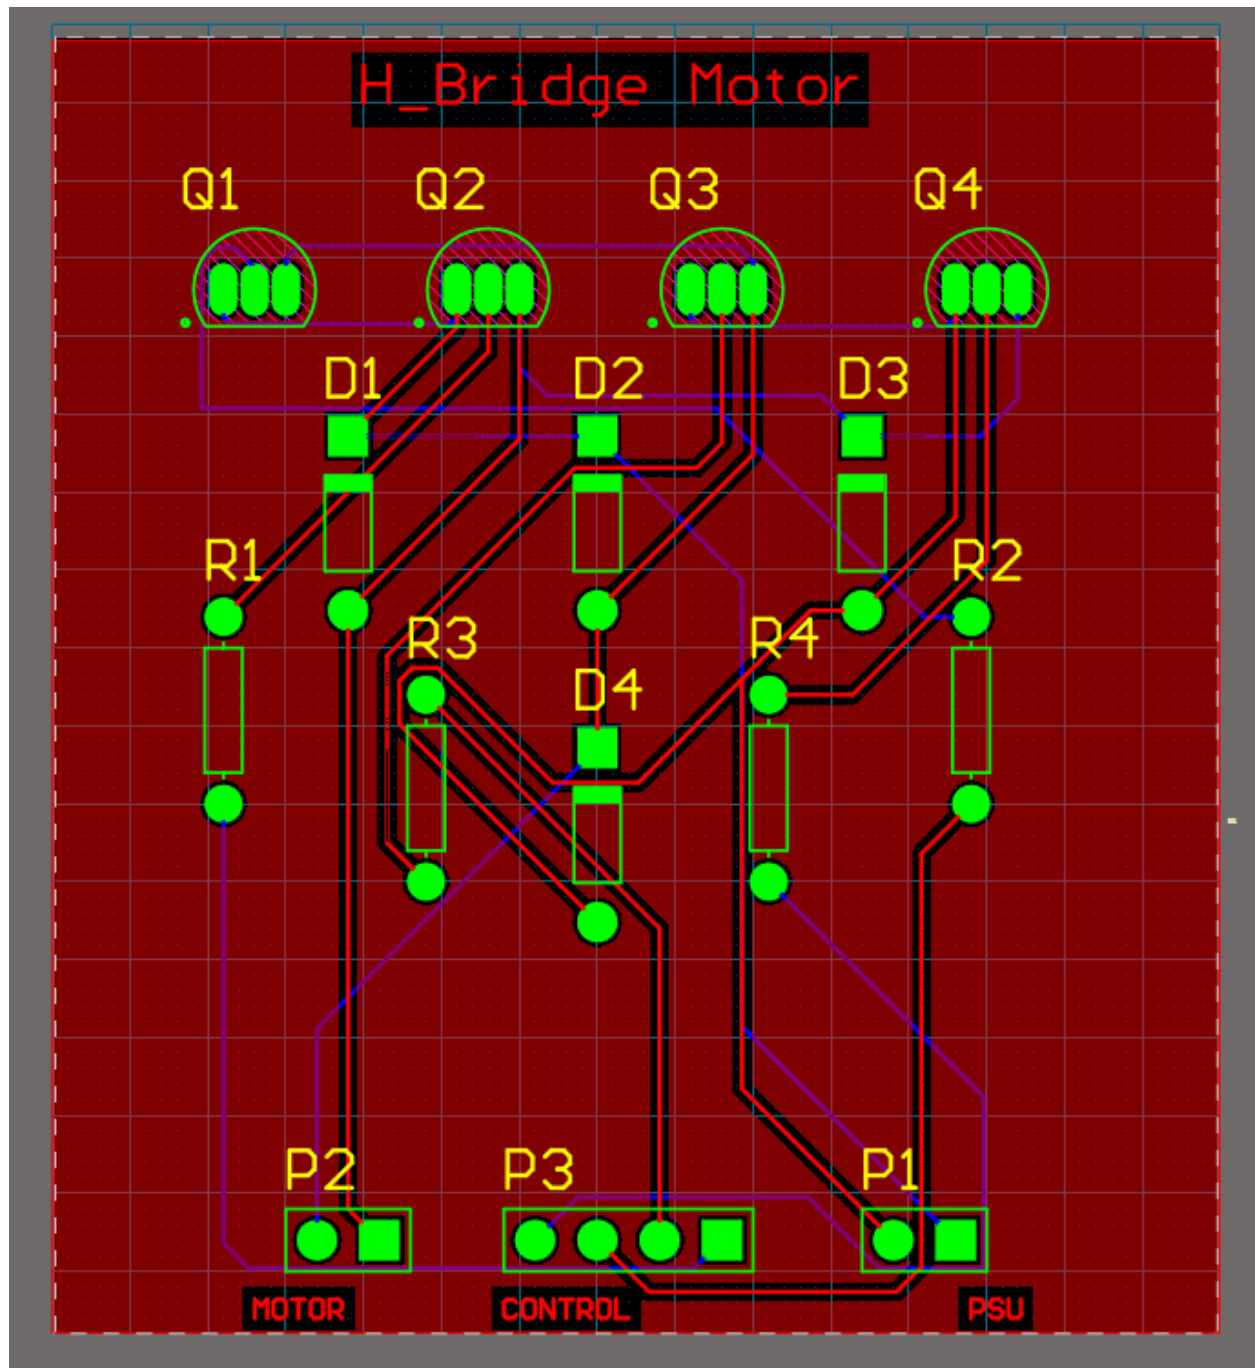 H_Bridge Motor
Q1 Q2 Q3 Q4
D1 D2 D3
R1 R2
R3 R4
D4
P2 P3 P1
MOTOR CONTROL PSU